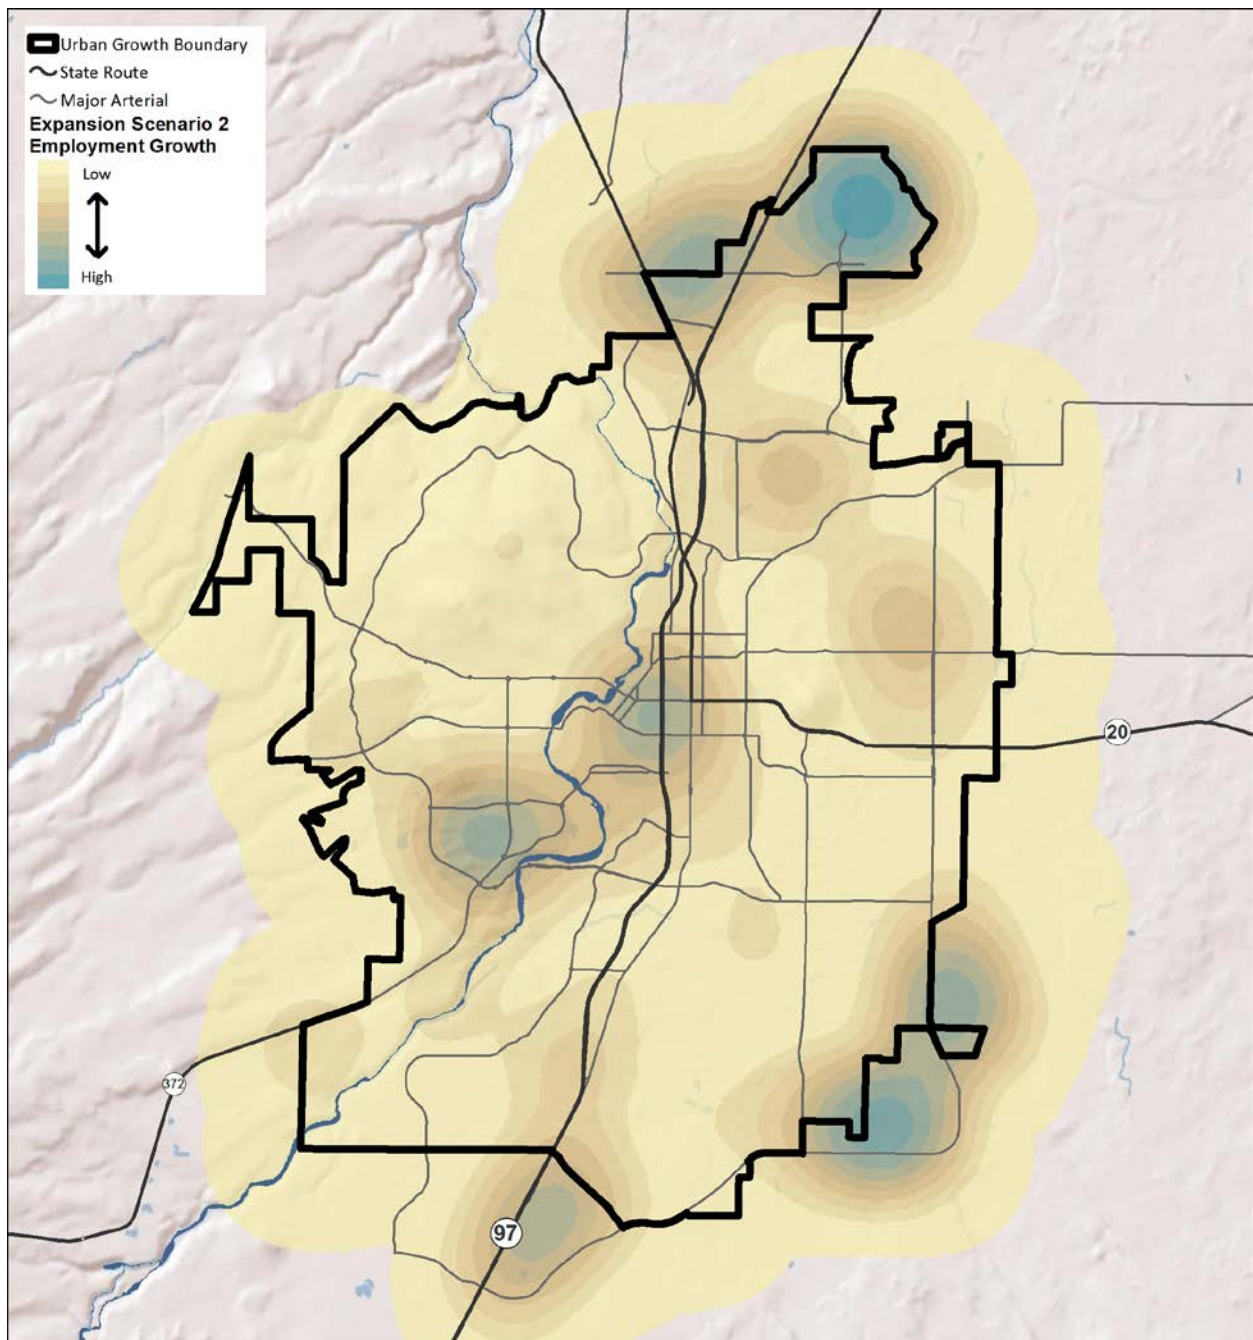 Urban Growth Boundary
State Route
Major Arterial
Expansion Scenario 2
Employment Growth
Low
High
20
372
97